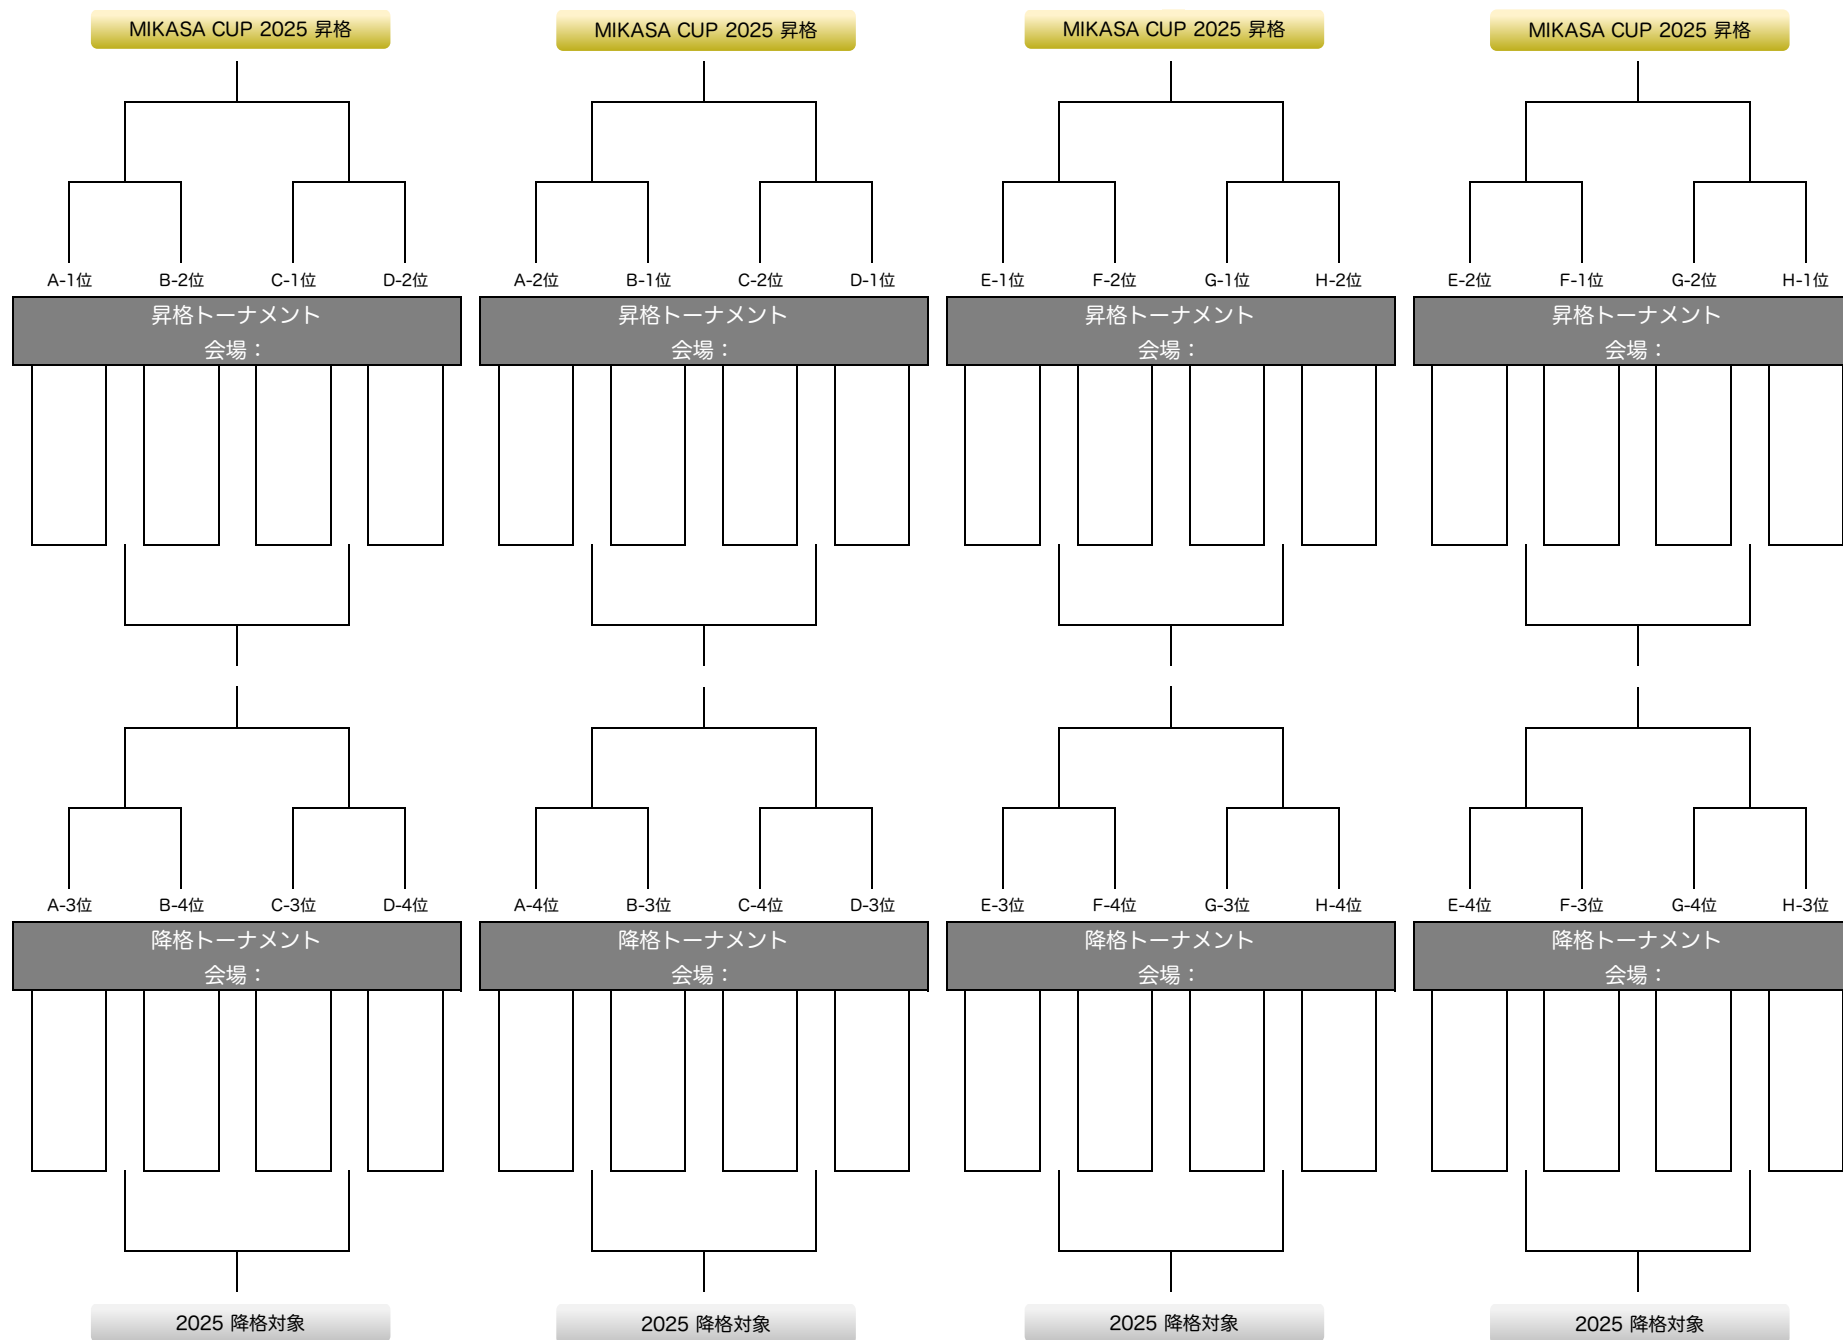 MIKASA CUP 2025 昇格
MIKASA CUP 2025 昇格
MIKASA CUP 2025 昇格
MIKASA CUP 2025 昇格
A-1位 B-2位 C-1位 D-2位
A-2位 B-1位 C-2位 D-1位
E-1位 F-2位 G-1位 H-2位
E-2位 F-1位 G-2位 H-1位
昇格トーナメント
会場：
昇格トーナメント
会場：
昇格トーナメント
会場：
昇格トーナメント
会場：
A-3位 B-4位 C-3位 D-4位
A-4位 B-3位 C-4位 D-3位
E-3位 F-4位 G-3位 H-4位
E-4位 F-3位 G-4位 H-3位
降格トーナメント
会場：
降格トーナメント
会場：
降格トーナメント
会場：
降格トーナメント
会場：
2025 降格対象
2025 降格対象
2025 降格対象
2025 降格対象